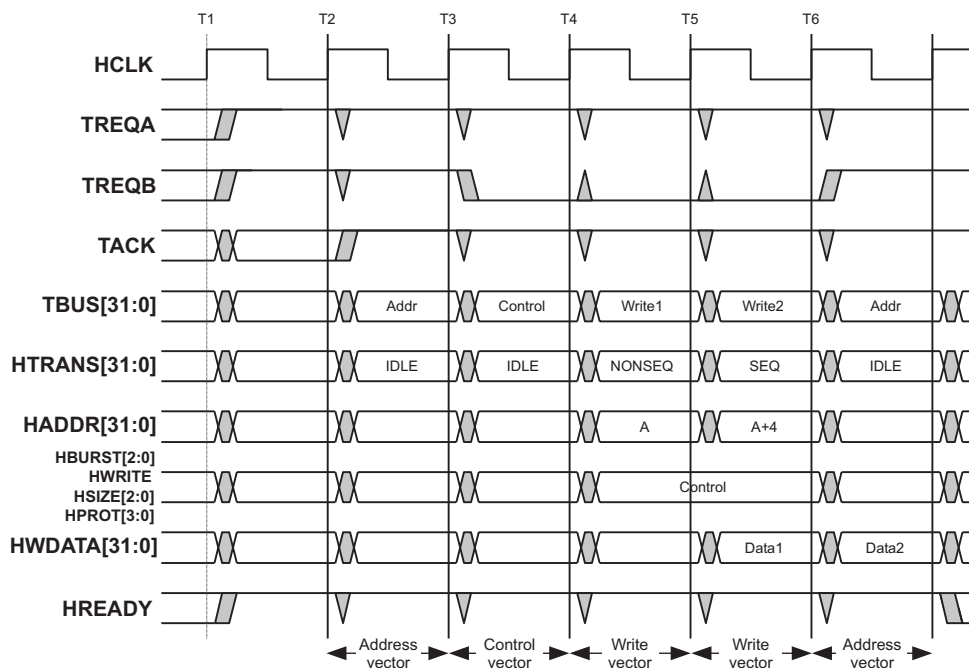 T1 T2 T3 T4 T5 T6
HCLK
TREQA
TREQB
TACK
TBUS[31:0] Addr Control Write1 Write2 Addr
HTRANS[31:0] IDLE IDLE NONSEQ SEQ IDLE
HADDR[31:0] A A+4
HBURST[2:0]
HWRITE
HSIZE[2:0]
HPROT[3:0]
Control
HWDATA[31:0] Data1 Data2
HREADY
Address Control Write Write Address
vector vector vector vector vector